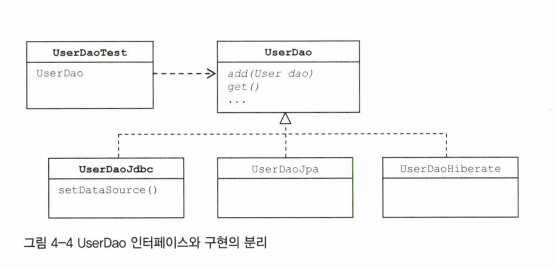 UserDaoTest
UserDao
UserDao
add(User dao)
get()
...
UserDaoJdbc
setDataSource()
UserDaoJpa
UserDaoHiberate
그림 4-4 UserDao 인터페이스와 구현의 분리